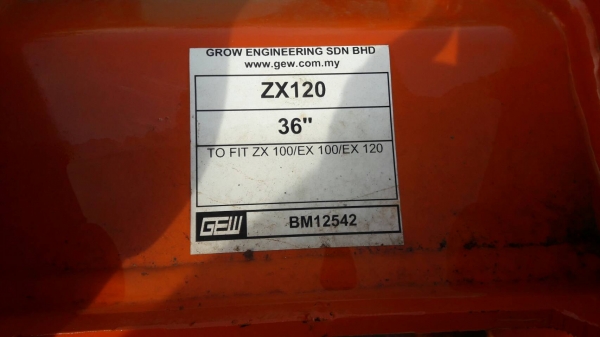 GROW ENGINEERING SDN BHD
www.gew.com.my
ZX120
36"
TO FIT ZX 100/EX 100/EX 120
GEW
BM12542